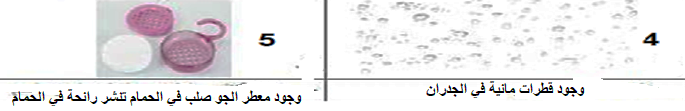 4
وجود قطرات مائية في الجدران
5
وجود معطر الجو صلب في الحمام تنشر رائحة في الحمام